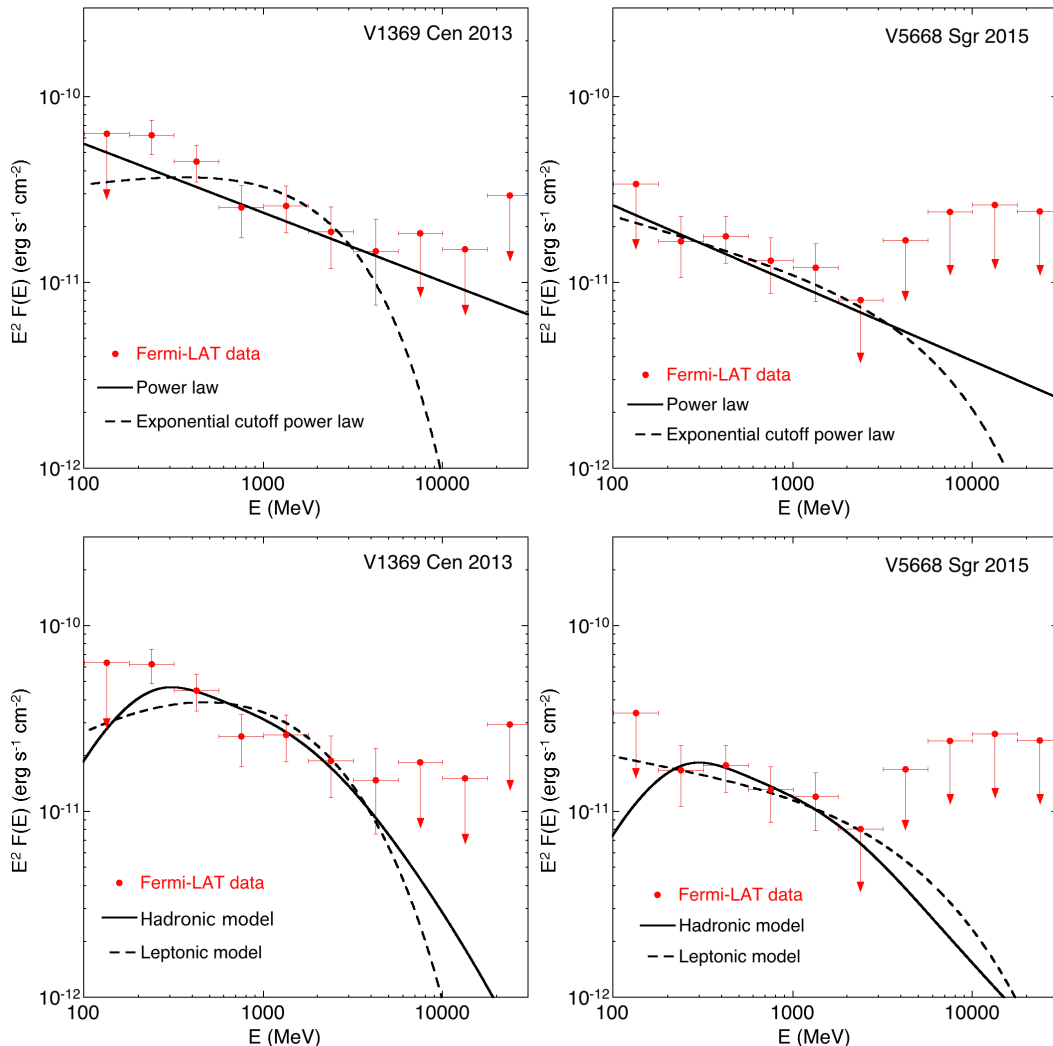 V1369 Cen 2013
10⁻¹⁰
10⁻¹¹
10⁻¹²
E² F(E) (erg s⁻¹ cm⁻²)
Fermi-LAT data
Power law
Exponential cutoff power law
100
1000
10000
E (MeV)
V5668 Sgr 2015
10⁻¹⁰
10⁻¹¹
10⁻¹²
E² F(E) (erg s⁻¹ cm⁻²)
Fermi-LAT data
Power law
Exponential cutoff power law
100
1000
10000
E (MeV)
V1369 Cen 2013
10⁻¹⁰
10⁻¹¹
10⁻¹²
E² F(E) (erg s⁻¹ cm⁻²)
Fermi-LAT data
Hadronic model
Leptonic model
100
1000
10000
E (MeV)
V5668 Sgr 2015
10⁻¹⁰
10⁻¹¹
10⁻¹²
E² F(E) (erg s⁻¹ cm⁻²)
Fermi-LAT data
Hadronic model
Leptonic model
100
1000
10000
E (MeV)